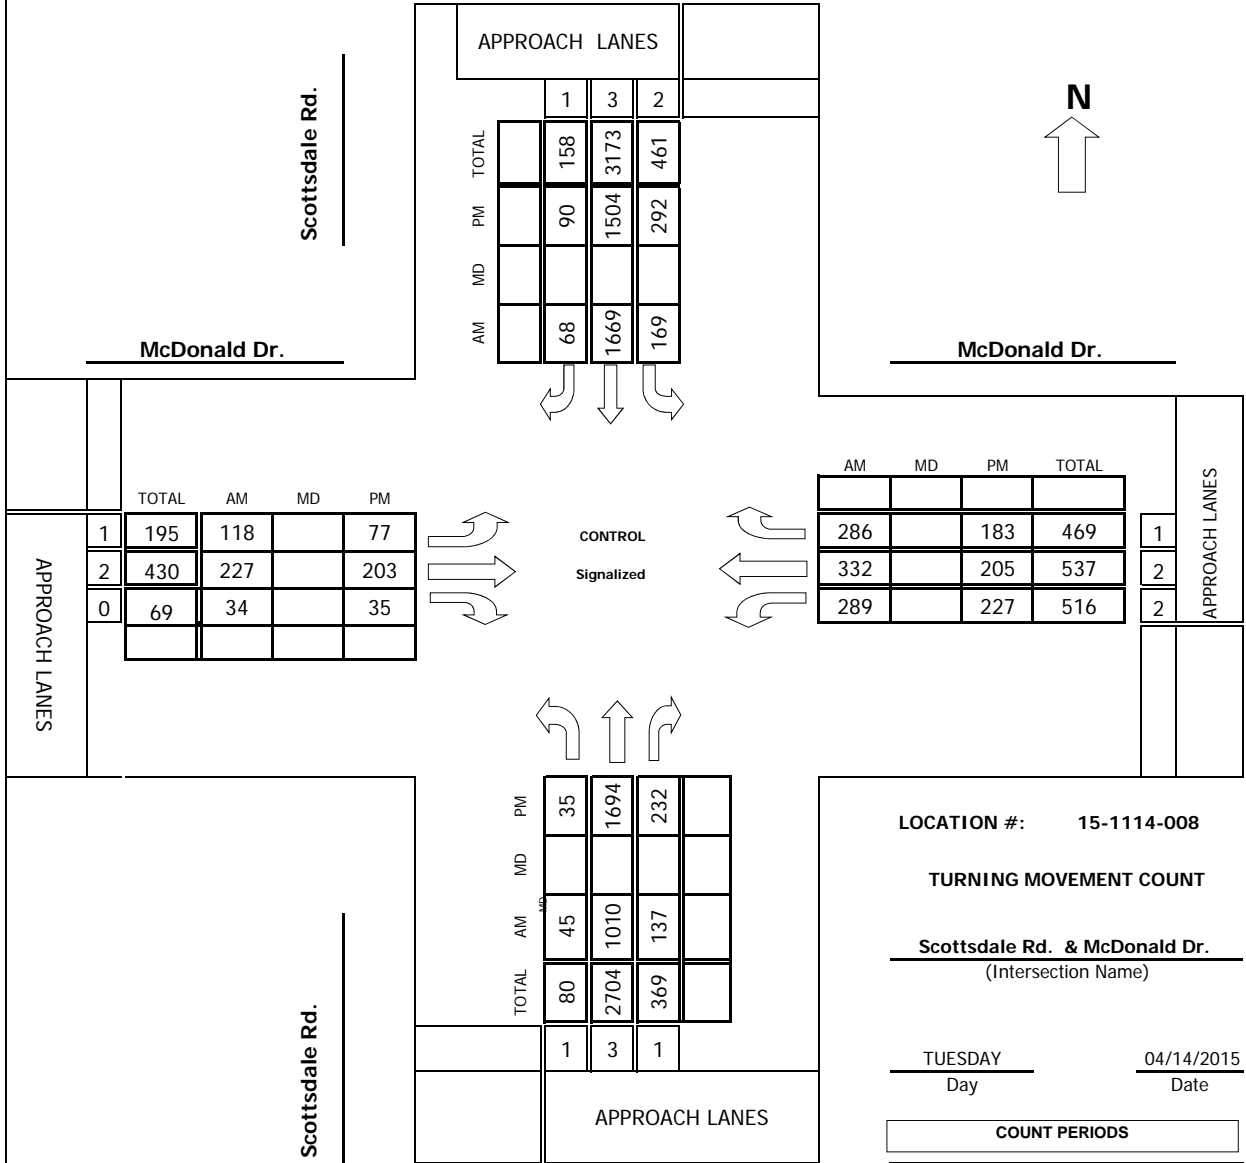 APPROACH LANES
1 3 2
N
Scottsdale Rd.
TOTAL 158 3173 461
PM 90 1504 292
MD
AM 68 1669 169
McDonald Dr.
McDonald Dr.
AM MD PM TOTAL
286 183 469 1
332 205 537 2
289 227 516 2
APPROACH LANES
TOTAL AM MD PM
1 195 118 77
2 430 227 203
0 69 34 35
APPROACH LANES
CONTROL
Signalized
PM 35 1694 232
MD
MD
AM 45 1010 137
TOTAL 80 2704 369
1 3 1
APPROACH LANES
Scottsdale Rd.
LOCATION #: 15-1114-008
TURNING MOVEMENT COUNT
Scottsdale Rd. & McDonald Dr.
(Intersection Name)
TUESDAY 04/14/2015
Day Date
COUNT PERIODS